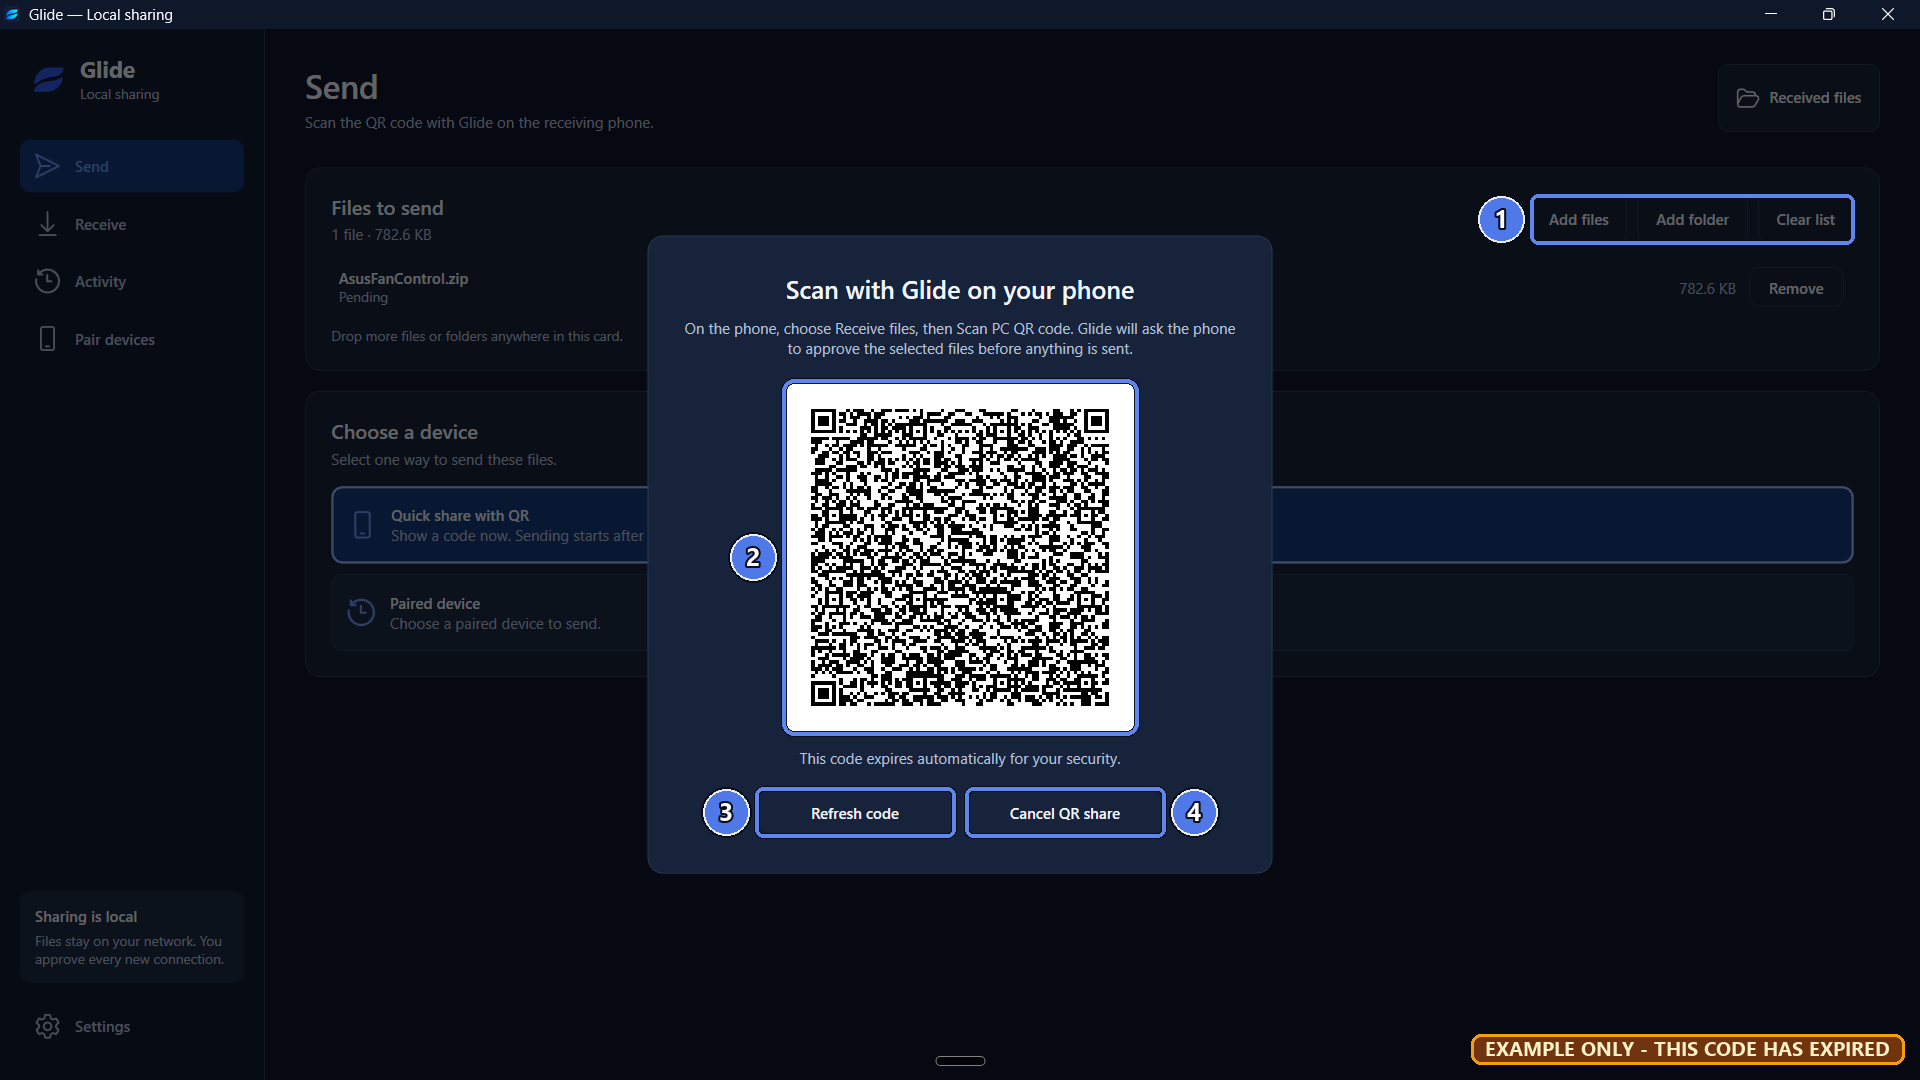 Glide — Local sharing
Glide
Local sharing
Send
Receive
Activity
Pair devices
Sharing is local
Files stay on your network. You
approve every new connection.
Settings
Send
Scan the QR code with Glide on the receiving phone.
Received files
Files to send
1 file · 782.6 KB
1
Add files
Add folder
Clear list
AsusFanControl.zip
Pending
782.6 KB
Remove
Drop more files or folders anywhere in this card.
Choose a device
Select one way to send these files.
Quick share with QR
Show a code now. Sending starts after
Paired device
Choose a paired device to send.
Scan with Glide on your phone
On the phone, choose Receive files, then Scan PC QR code. Glide will ask the phone
to approve the selected files before anything is sent.
2
This code expires automatically for your security.
3
Refresh code
Cancel QR share
4
EXAMPLE ONLY - THIS CODE HAS EXPIRED